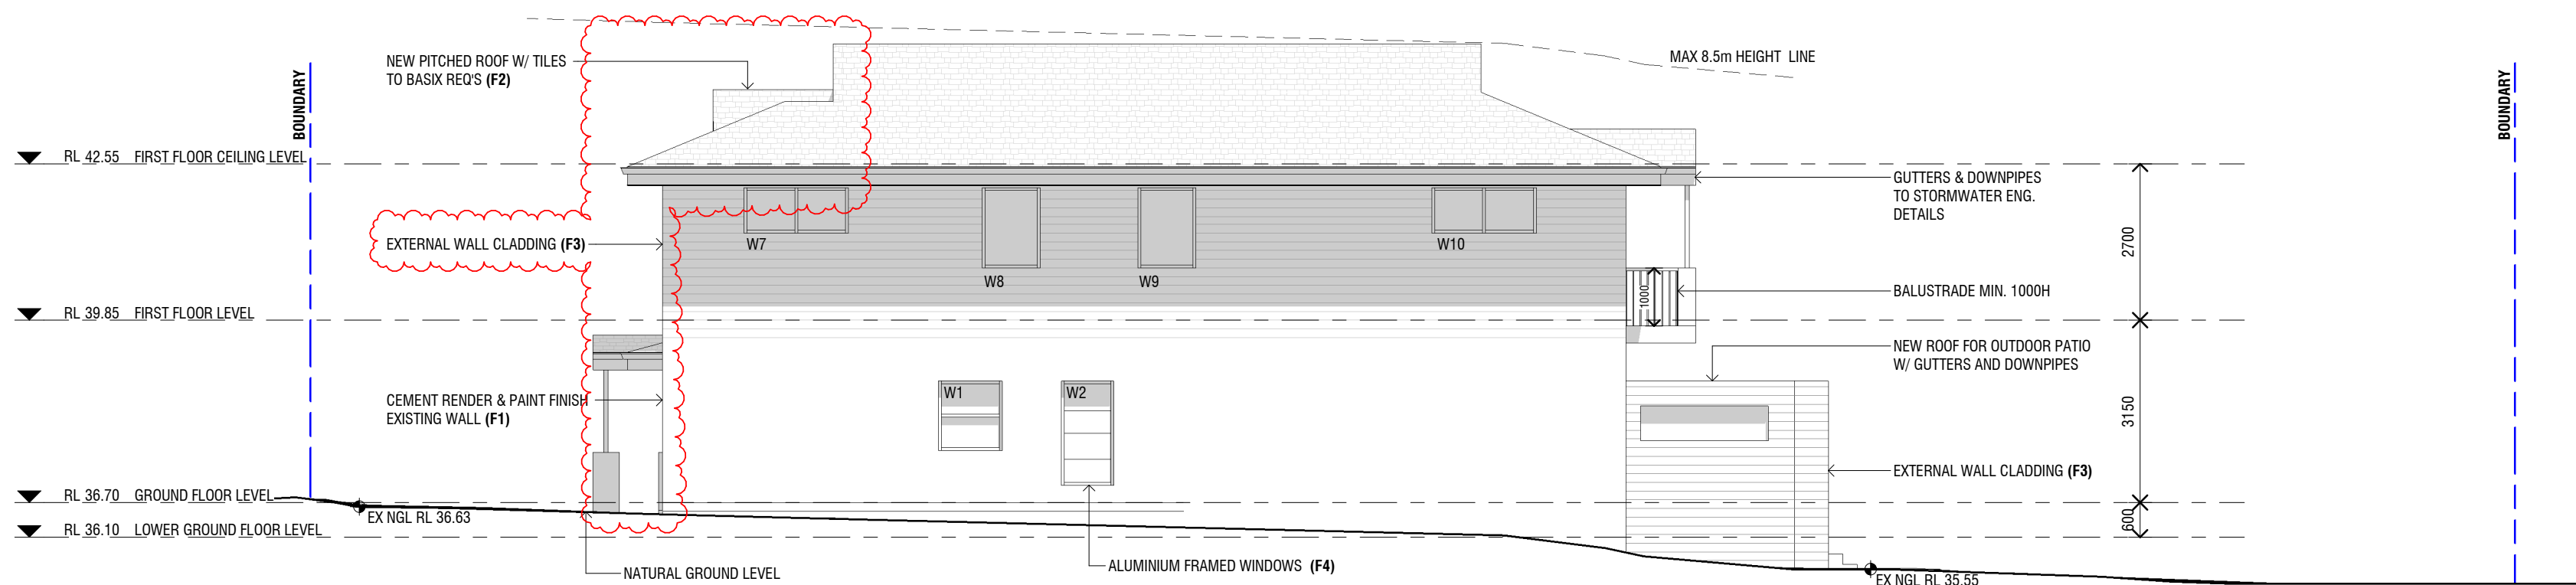 NEW PITCHED ROOF W/ TILES
TO BASIX REQ'S (F2)
MAX 8.5m HEIGHT LINE
BOUNDARY
BOUNDARY
RL 42.55 FIRST FLOOR CEILING LEVEL
GUTTERS & DOWNPIPES
TO STORMWATER ENG.
DETAILS
EXTERNAL WALL CLADDING (F3)
W7
W8
W9
W10
2700
1000
BALUSTRADE MIN. 1000H
RL 39.85 FIRST FLOOR LEVEL
NEW ROOF FOR OUTDOOR PATIO
W/ GUTTERS AND DOWNPIPES
CEMENT RENDER & PAINT FINISH
EXISTING WALL (F1)
W1
W2
3150
EXTERNAL WALL CLADDING (F3)
RL 36.70 GROUND FLOOR LEVEL
EX NGL RL 36.63
600
RL 36.10 LOWER GROUND FLOOR LEVEL
NATURAL GROUND LEVEL
ALUMINIUM FRAMED WINDOWS (F4)
EX NGL RL 35.55